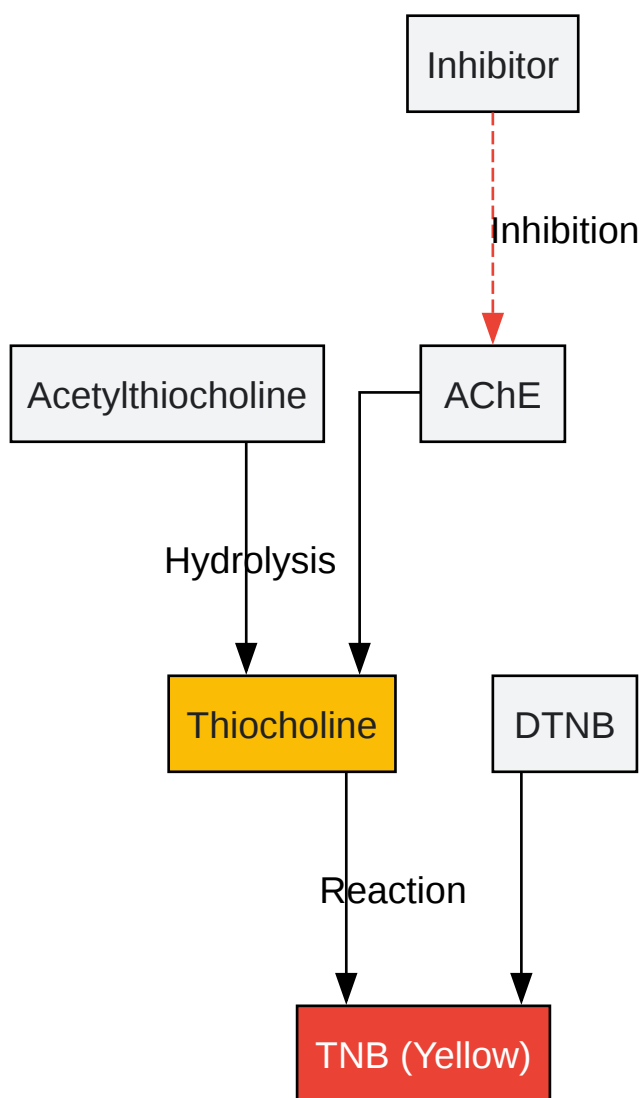 Inhibitor
Inhibition
Acetylthiocholine
AChE
Hydrolysis
Thiocholine
DTNB
Reaction
TNB (Yellow)